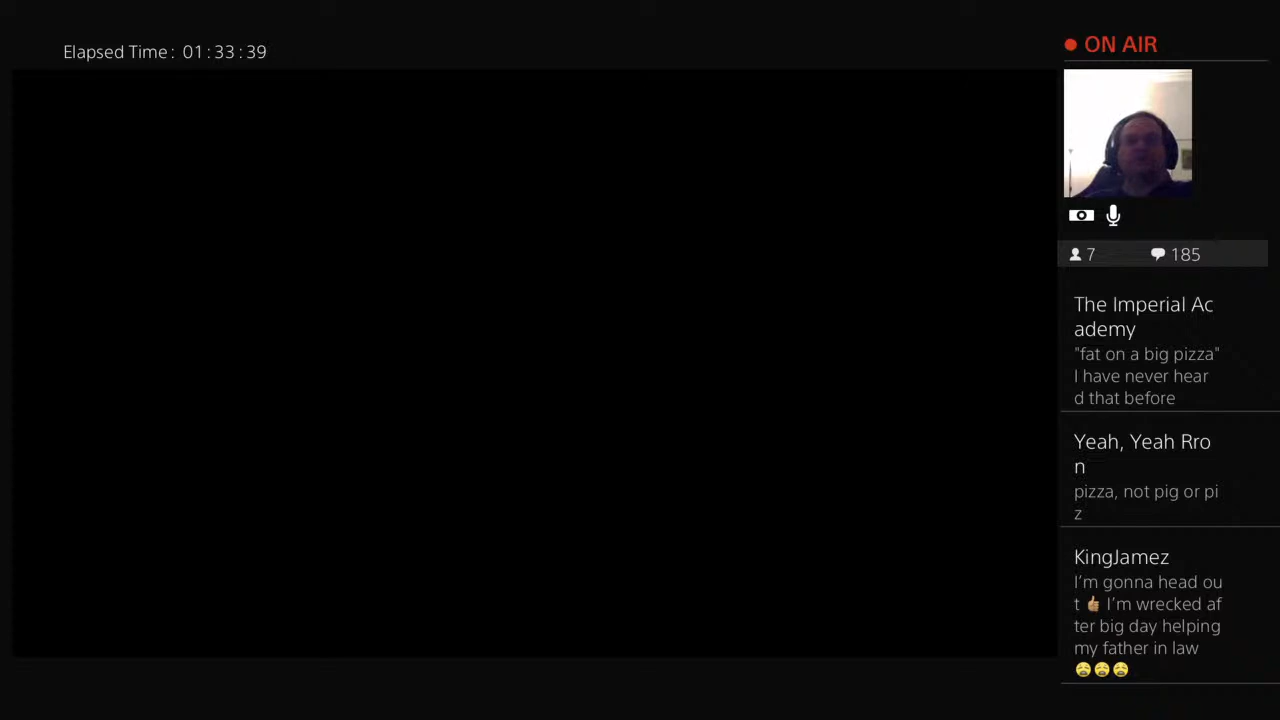 Elapsed Time: 01:33:39
ON AIR
7 185
The Imperial Ac
ademy
"fat on a big pizza"
I have never hear
d that before
Yeah, Yeah Rro
n
pizza, not pig or pi
z
KingJamez
I’m gonna head ou
t 👍🏽 I’m wrecked af
ter big day helping
my father in law
😩😩😩